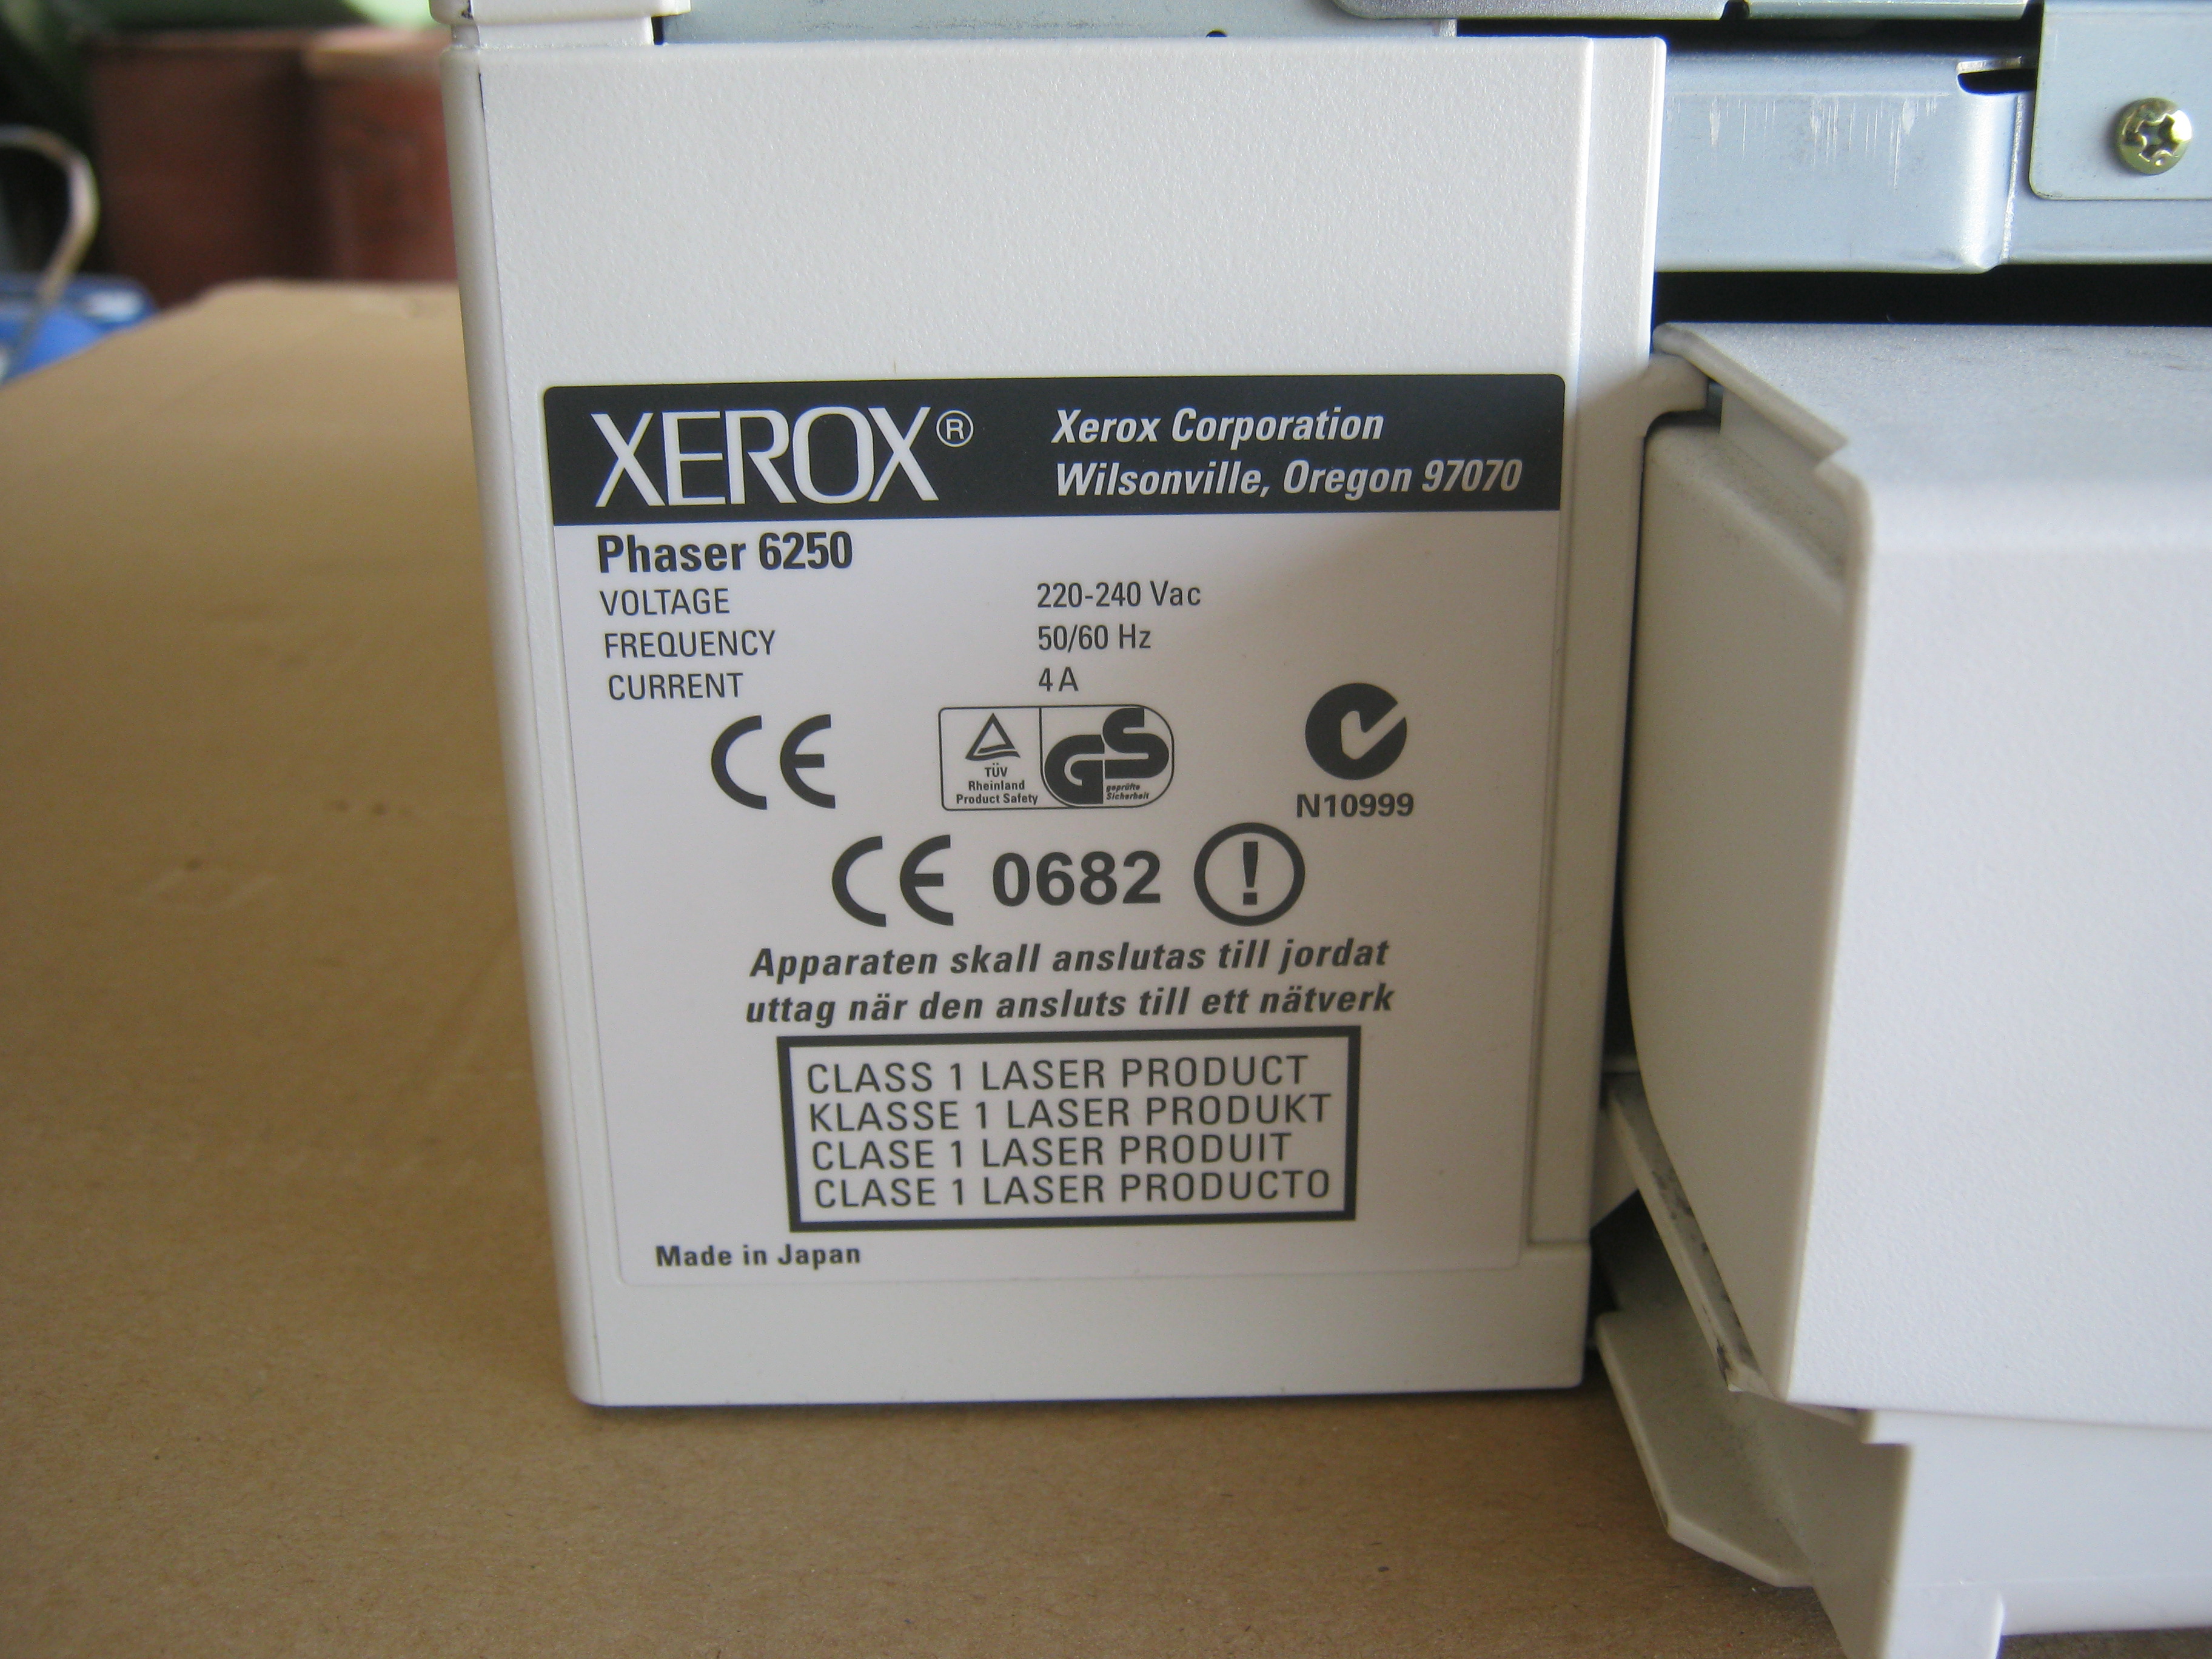 XEROX®
Xerox Corporation
Wilsonville, Oregon 97070
Phaser 6250
VOLTAGE 220-240 Vac
FREQUENCY 50/60 Hz
CURRENT 4 A
CE
TÜV
Rheinland
Product Safety
GS
geprüfte
Sicherheit
N10999
CE 0682 !
Apparaten skall anslutas till jordat
uttag när den ansluts till ett nätverk
CLASS 1 LASER PRODUCT
KLASSE 1 LASER PRODUKT
CLASE 1 LASER PRODUIT
CLASE 1 LASER PRODUCTO
Made in Japan